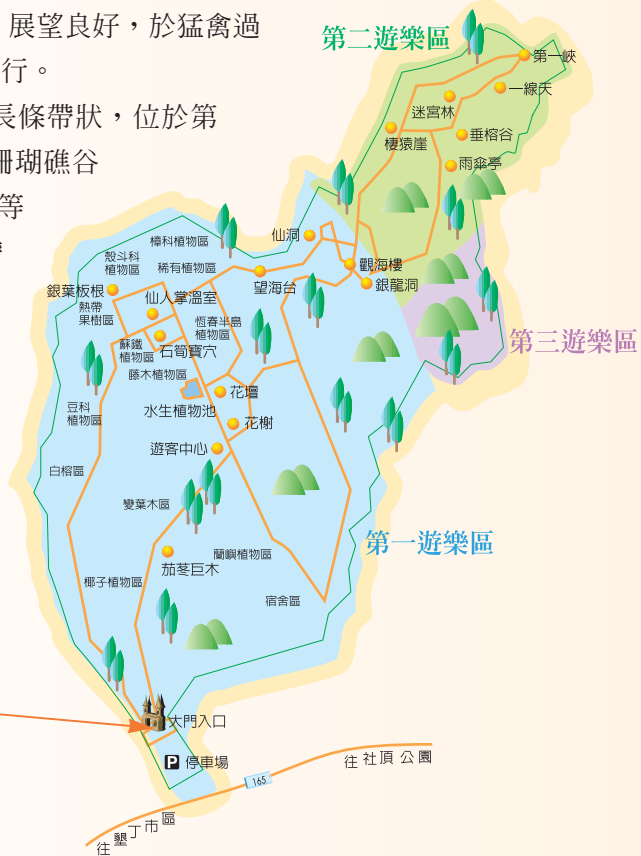 展望良好，於猛禽過
行。
長條帶狀，位於第
珊瑚礁谷
等
第二遊樂區
第一峽
一線天
迷宮林
棲猿崖
垂榕谷
雨傘亭
仙洞
樟科植物區
殼斗科
植物區
稀有植物區
觀海樓
望海台
銀龍洞
銀葉板根
仙人掌溫室
熱帶
果樹區
恆春半島
植物區
蘇鐵
植物區
石筍寶穴
第三遊樂區
藤木植物區
花壇
水生植物池
豆科
植物區
花榭
遊客中心
白榕區
變葉木區
第一遊樂區
蘭嶼植物區
茄苳巨木
椰子植物區
宿舍區
大門入口
P 停車場
往社頂公園
165
往墾丁市區